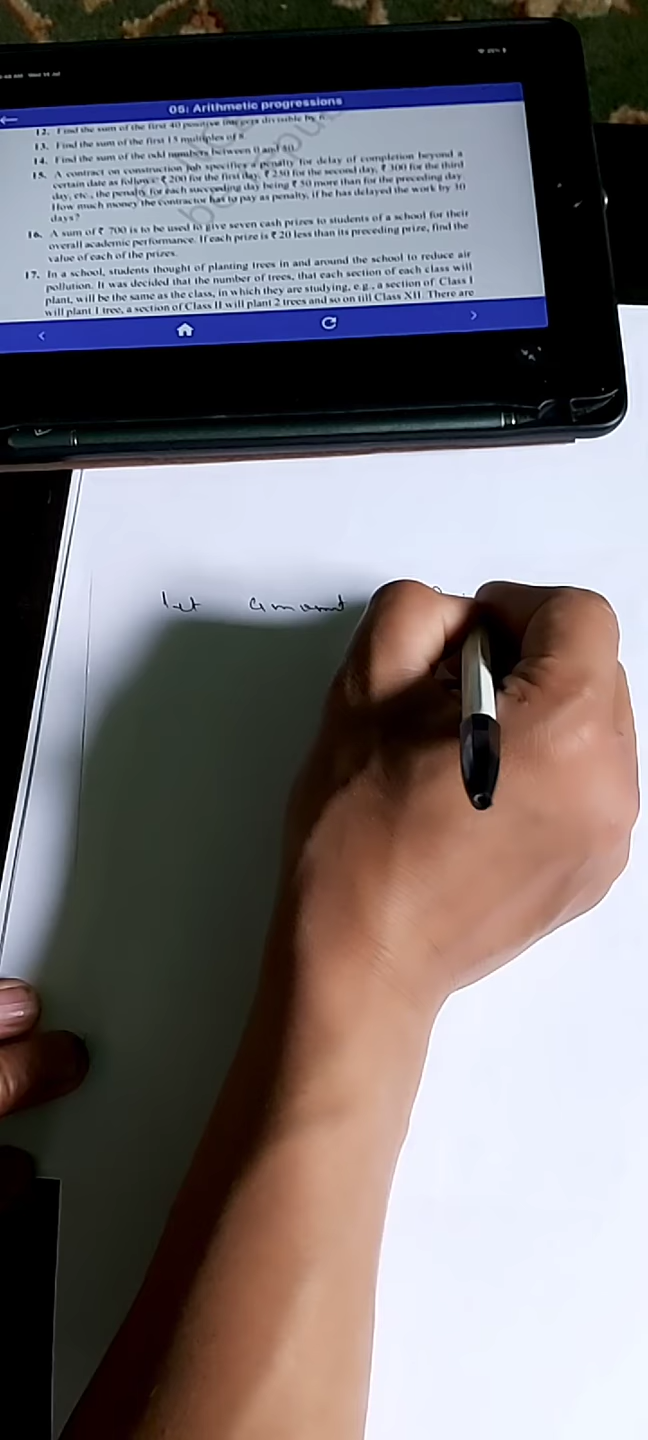 05: Arithmetic progressions
12. Find the sum of the first 40 positive integers divisible by 6.
13. Find the sum of the first 15 multiples of 8.
14. Find the sum of the odd numbers between 0 and 50.
15. A contract on construction job specifies a penalty for delay of completion beyond a
certain date as follows: ₹ 200 for the first day, ₹ 250 for the second day, ₹ 300 for the third
day, etc., the penalty for each succeeding day being ₹ 50 more than for the preceding day.
How much money the contractor has to pay as penalty, if he has delayed the work by 30
days?
16. A sum of ₹ 700 is to be used to give seven cash prizes to students of a school for their
overall academic performance. If each prize is ₹ 20 less than its preceding prize, find the
value of each of the prizes.
17. In a school, students thought of planting trees in and around the school to reduce air
pollution. It was decided that the number of trees, that each section of each class will
plant, will be the same as the class, in which they are studying, e.g., a section of Class I
will plant 1 tree, a section of Class II will plant 2 trees and so on till Class XII. There are
let amount